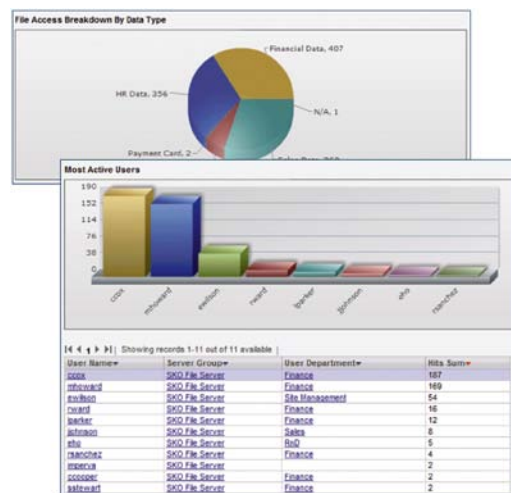 File Access Breakdown By Data Type
Financial Data, 407
HR Data, 356
N/A, 1
Payment Card, 2
Most Active Users
190
152
114
76
38
0
ccox
mhoward
ewilson
rward
lparker
jjohnson
eho
rsanchez
1
Showing records 1-11 out of 11 available
User Name Server Group User Department Hits Sum
ccox SKO File Server Finance 187
mhoward SKO File Server Finance 169
ewilson SKO File Server Site Management 54
rward SKO File Server Finance 16
lparker SKO File Server Finance 12
jjohnson SKO File Server Sales 8
eho SKO File Server RnD 5
rsanchez SKO File Server Finance 4
imperva SKO File Server 2
ccooper SKO File Server Finance 2
sstewart SKO File Server Finance 2